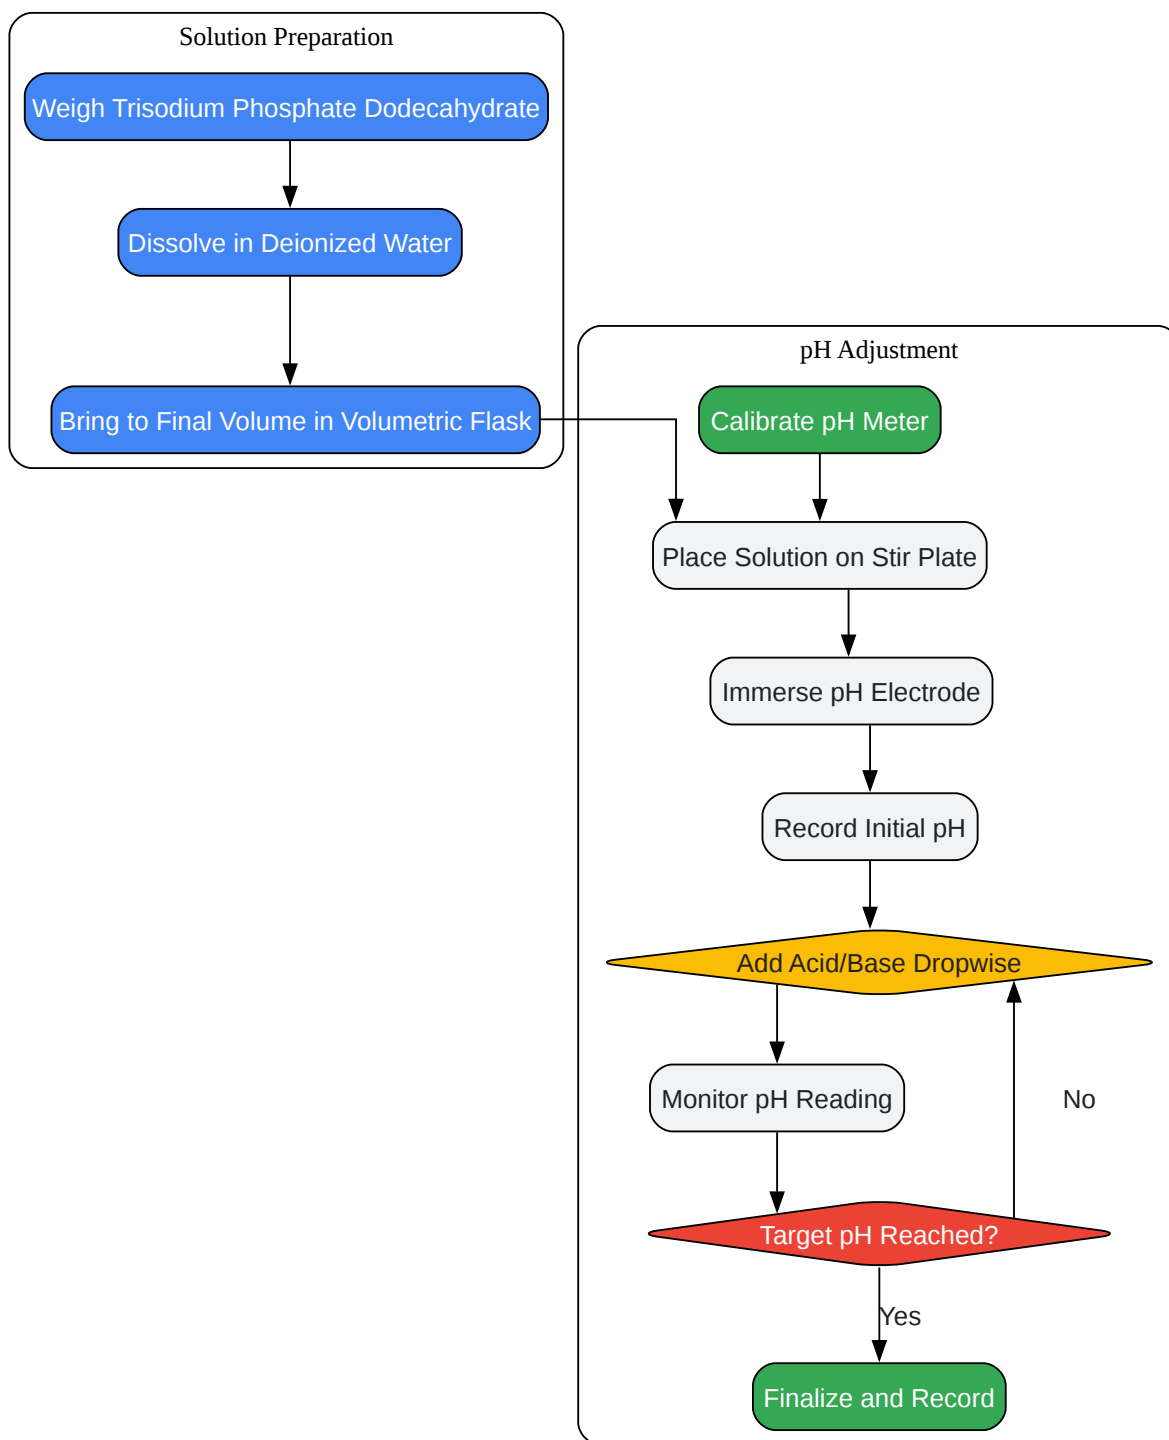 Solution Preparation
Weigh Trisodium Phosphate Dodecahydrate
Dissolve in Deionized Water
Bring to Final Volume in Volumetric Flask
pH Adjustment
Calibrate pH Meter
Place Solution on Stir Plate
Immerse pH Electrode
Record Initial pH
Add Acid/Base Dropwise
Monitor pH Reading
No
Target pH Reached?
Yes
Finalize and Record